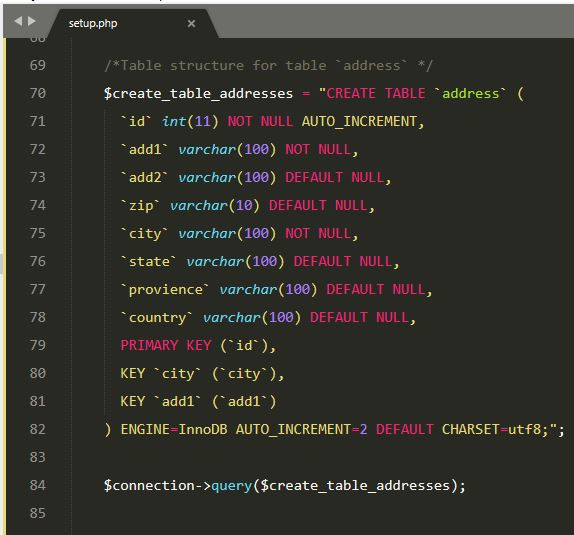 setup.php ×
68
69 /*Table structure for table `address` */
70 $create_table_addresses = "CREATE TABLE `address` (
71 `id` int(11) NOT NULL AUTO_INCREMENT,
72 `add1` varchar(100) NOT NULL,
73 `add2` varchar(100) DEFAULT NULL,
74 `zip` varchar(10) DEFAULT NULL,
75 `city` varchar(100) NOT NULL,
76 `state` varchar(100) DEFAULT NULL,
77 `provience` varchar(100) DEFAULT NULL,
78 `country` varchar(100) DEFAULT NULL,
79 PRIMARY KEY (`id`),
80 KEY `city` (`city`),
81 KEY `add1` (`add1`)
82 ) ENGINE=InnoDB AUTO_INCREMENT=2 DEFAULT CHARSET=utf8;";
83
84 $connection->query($create_table_addresses);
85